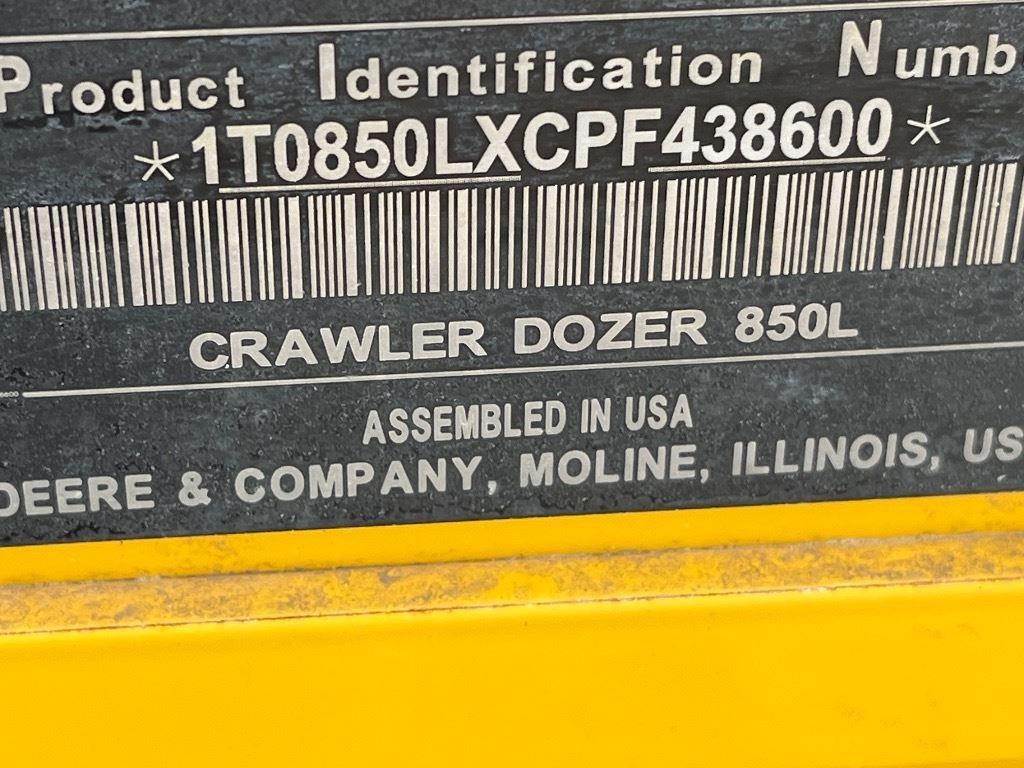 Product Identification Numb
*1T0850LXCPF438600*
CRAWLER DOZER 850L
ASSEMBLED IN USA
DEERE & COMPANY, MOLINE, ILLINOIS, US